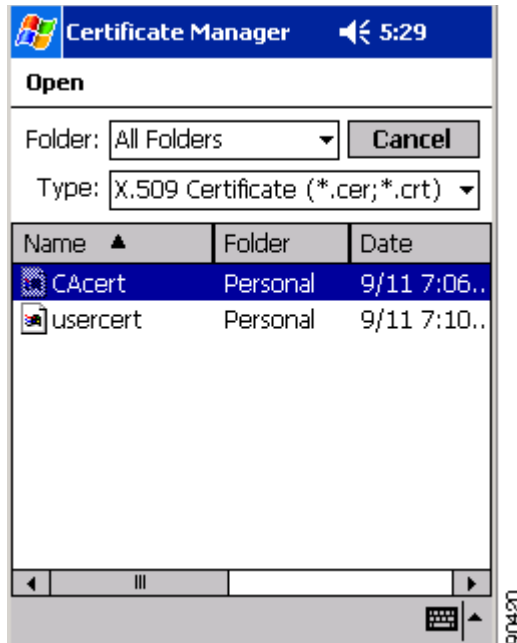 Certificate Manager 5:29
Open
Folder: All Folders Cancel
Type: X.509 Certificate (*.cer;*.crt)
Name Folder Date
CAcert Personal 9/11 7:06..
usercert Personal 9/11 7:10..
90420